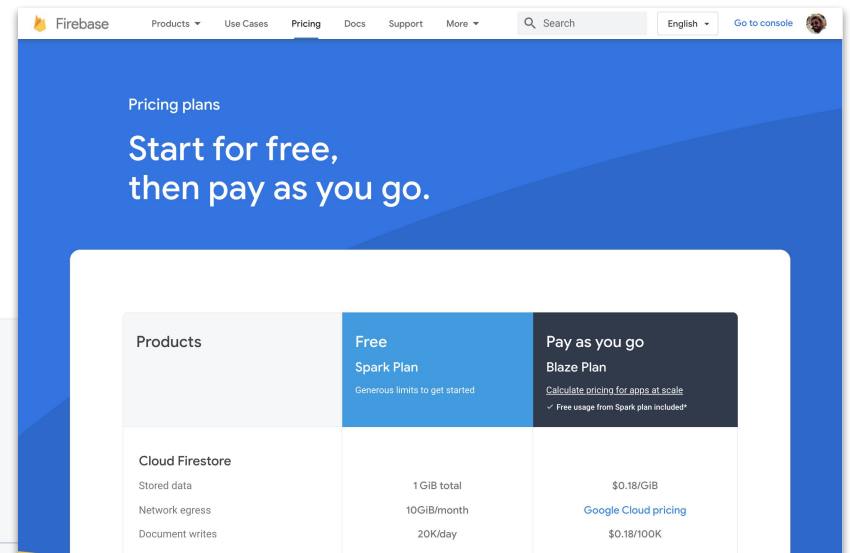 Firebase Products Use Cases Pricing Docs Support More Search English Go to console
Pricing plans
Start for free,
then pay as you go.
Products Free Pay as you go
Spark Plan Blaze Plan
Generous limits to get started Calculate pricing for apps at scale
✓ Free usage from Spark plan included*
Cloud Firestore
Stored data 1 GiB total $0.18/GiB
Network egress 10GiB/month Google Cloud pricing
Document writes 20K/day $0.18/100K